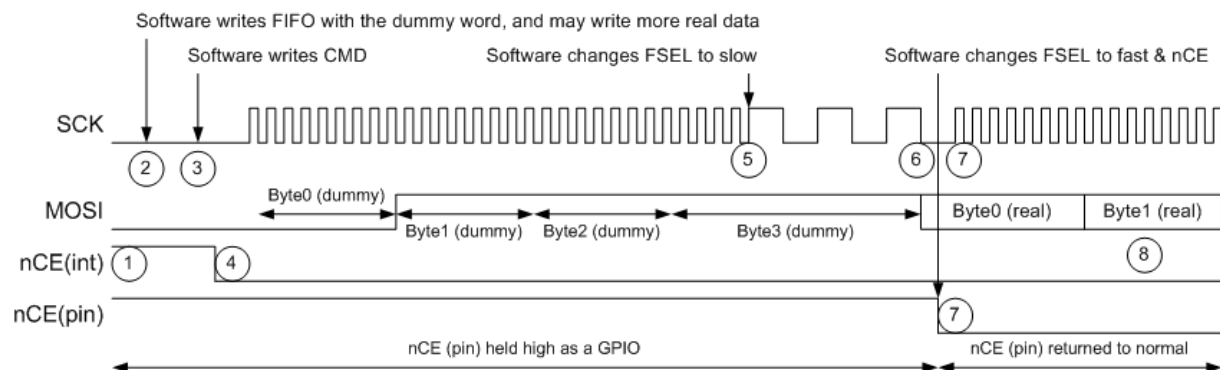 Software writes FIFO with the dummy word, and may write more real data
Software writes CMD
Software changes FSEL to slow
Software changes FSEL to fast & nCE
SCK
2
3
5
6
7
Byte0 (dummy)
MOSI
Byte1 (dummy)
Byte2 (dummy)
Byte3 (dummy)
Byte0 (real)
Byte1 (real)
nCE(int)
1
4
8
nCE(pin)
7
nCE (pin) held high as a GPIO
nCE (pin) returned to normal